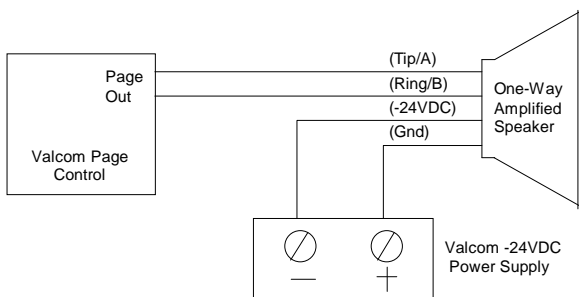 Page
Out
Valcom Page
Control
(Tip/A)
(Ring/B)
(-24VDC)
(Gnd)
One-Way
Amplified
Speaker
— +
Valcom -24VDC
Power Supply